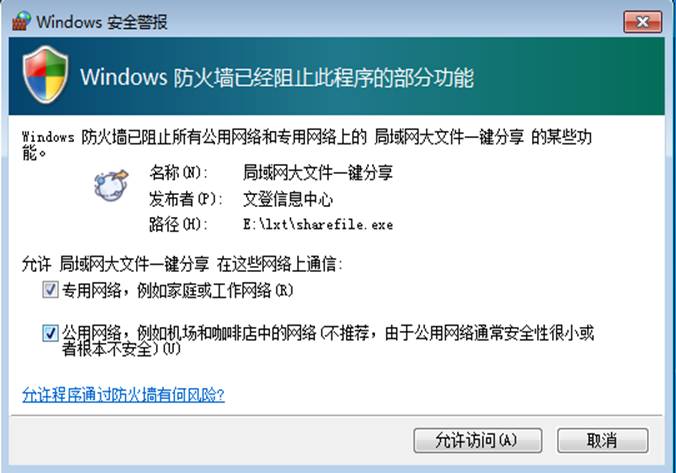 Windows 安全警报
Windows 防火墙已经阻止此程序的部分功能
Windows 防火墙已阻止所有公用网络和专用网络上的 局域网大文件一键分享 的某些功
能。
名称(N): 局域网大文件一键分享
发布者(P): 文登信息中心
路径(H): E:\lxt\sharefile.exe
允许 局域网大文件一键分享 在这些网络上通信:
专用网络，例如家庭或工作网络(R)
公用网络，例如机场和咖啡店中的网络(不推荐，由于公用网络通常安全性很小或
者根本不安全)(U)
允许程序通过防火墙有何风险?
允许访问(A) 取消